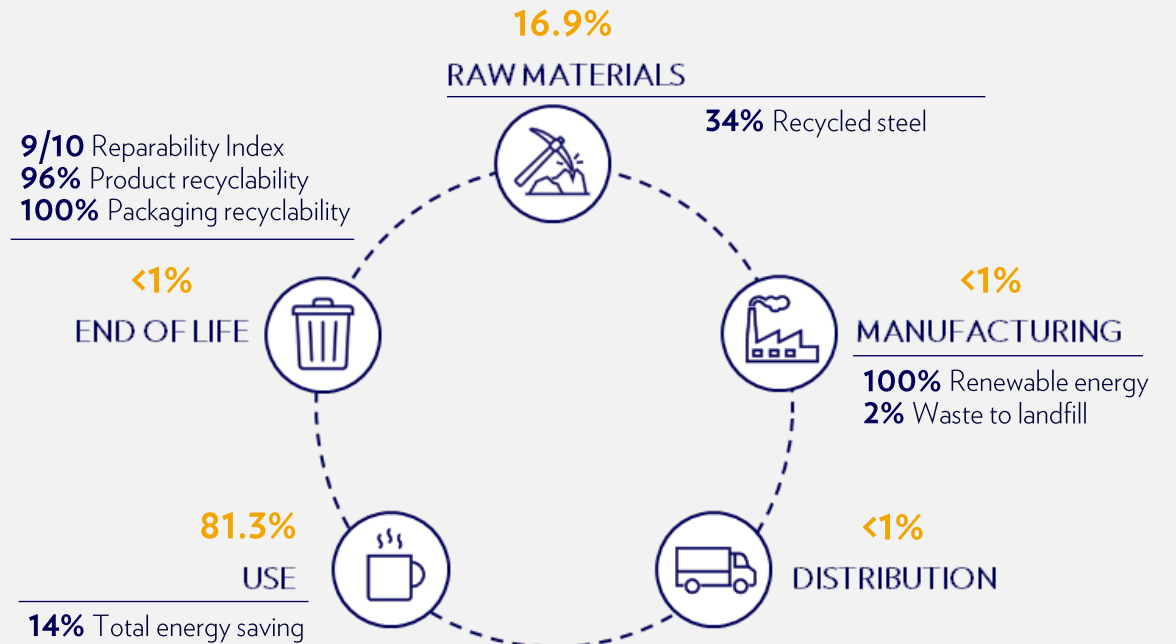 16.9%
RAW MATERIALS
34% Recycled steel
9/10 Reparability Index
96% Product recyclability
100% Packaging recyclability
<1%
END OF LIFE
<1%
MANUFACTURING
100% Renewable energy
2% Waste to landfill
81.3%
USE
14% Total energy saving
<1%
DISTRIBUTION